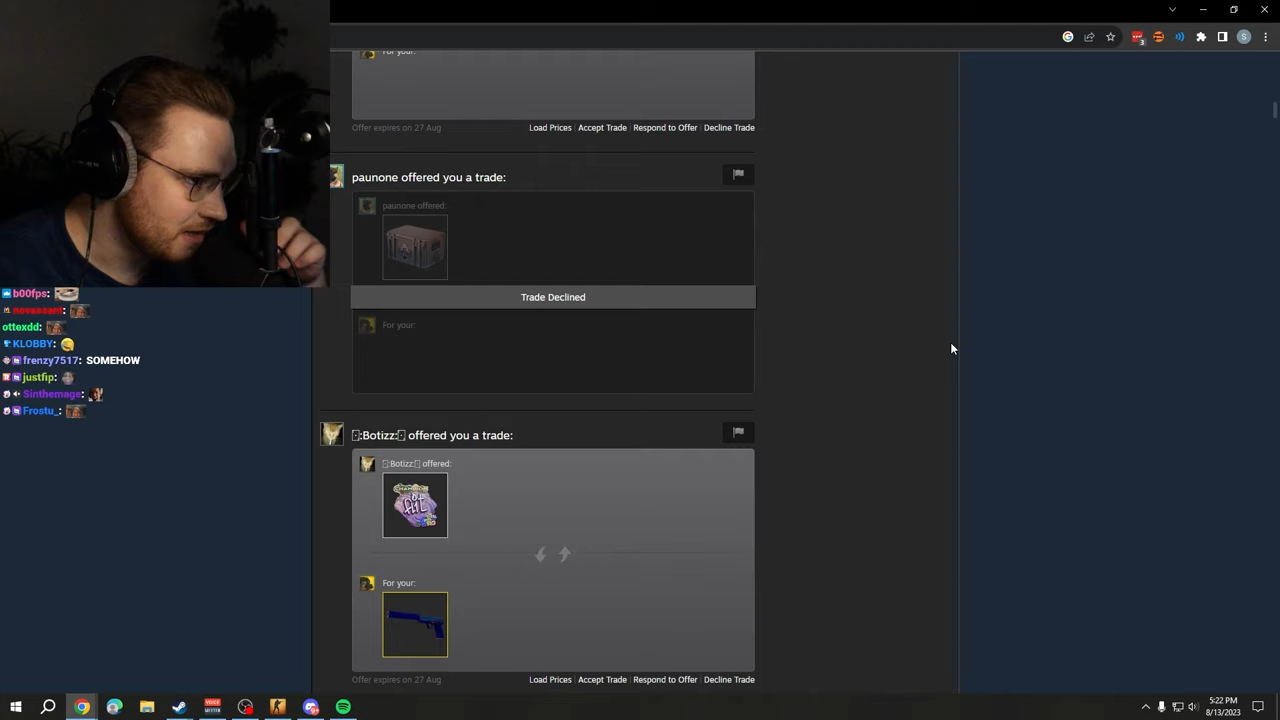 For your:
Offer expires on 27 Aug
Load Prices | Accept Trade | Respond to Offer | Decline Trade
paunone offered you a trade:
paunone offered:
Trade Declined
For your:
b00fps:
novassant:
ottexdd:
KLOBBY:
frenzy7517: SOMEHOW
justfip:
Sinthemage:
Frostu_:
:Botizz: offered you a trade:
:Botizz: offered:
For your:
Offer expires on 27 Aug
Load Prices | Accept Trade | Respond to Offer | Decline Trade
3
S
5:22 PM
8/13/2023